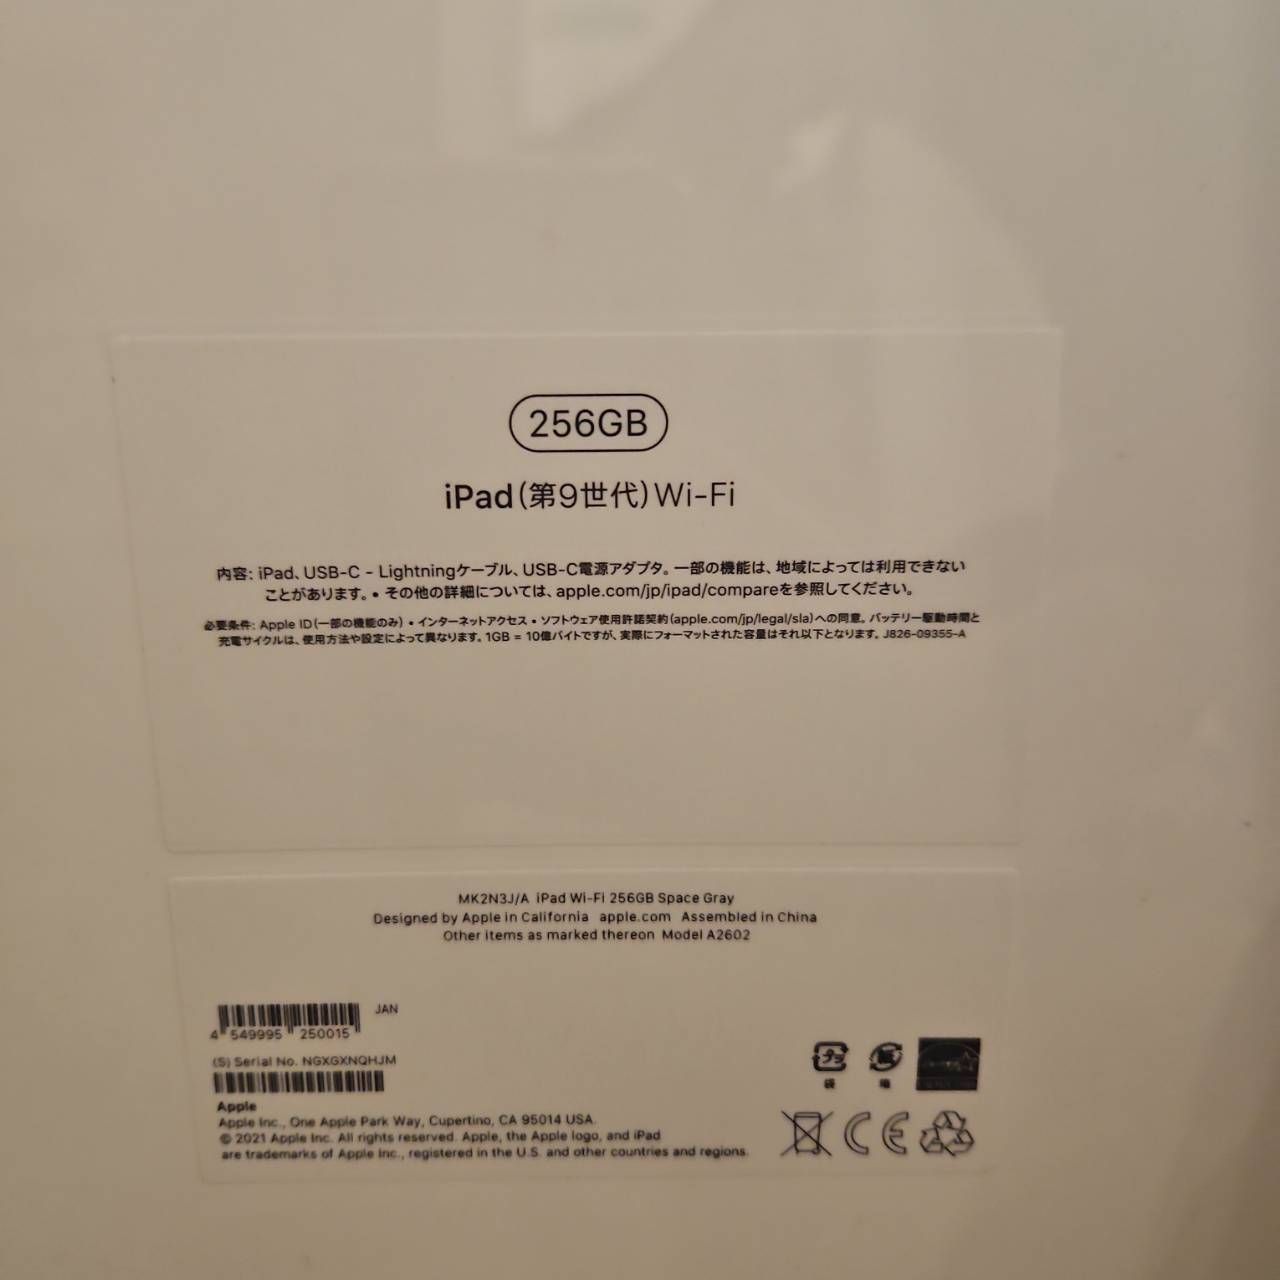 256GB
iPad(第9世代)Wi-Fi
内容: iPad、USB-C - Lightningケーブル、USB-C電源アダプタ。一部の機能は、地域によっては利用できない
ことがあります。• その他の詳細については、apple.com/jp/ipad/compareを参照してください。
必要条件: Apple ID(一部の機能のみ) • インターネットアクセス • ソフトウェア使用許諾契約(apple.com/jp/legal/sla)への同意。バッテリー駆動時間と
充電サイクルは、使用方法や設定によって異なります。1GB = 10億バイトですが、実際にフォーマットされた容量はそれ以下となります。J826-09355-A
MK2N3J/A iPad Wi-Fi 256GB Space Gray
Designed by Apple in California apple.com Assembled in China
Other items as marked thereon Model A2602
JAN
4 549995 250015
(S) Serial No. NGXGXNQHJM
Apple
Apple Inc., One Apple Park Way, Cupertino, CA 95014 USA.
© 2021 Apple Inc. All rights reserved. Apple, the Apple logo, and iPad
are trademarks of Apple Inc., registered in the U.S. and other countries and regions.
プラ
紙
CE